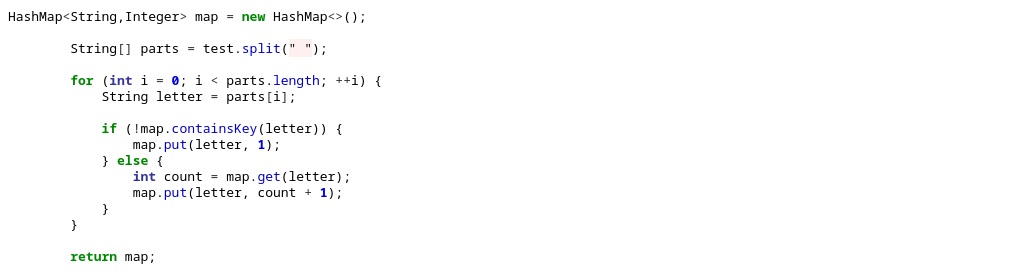 HashMap<String,Integer> map = new HashMap<>();
String[] parts = test.split(" ");
for (int i = 0; i < parts.length; ++i) {
String letter = parts[i];
if (!map.containsKey(letter)) {
map.put(letter, 1);
} else {
int count = map.get(letter);
map.put(letter, count + 1);
}
}
return map;